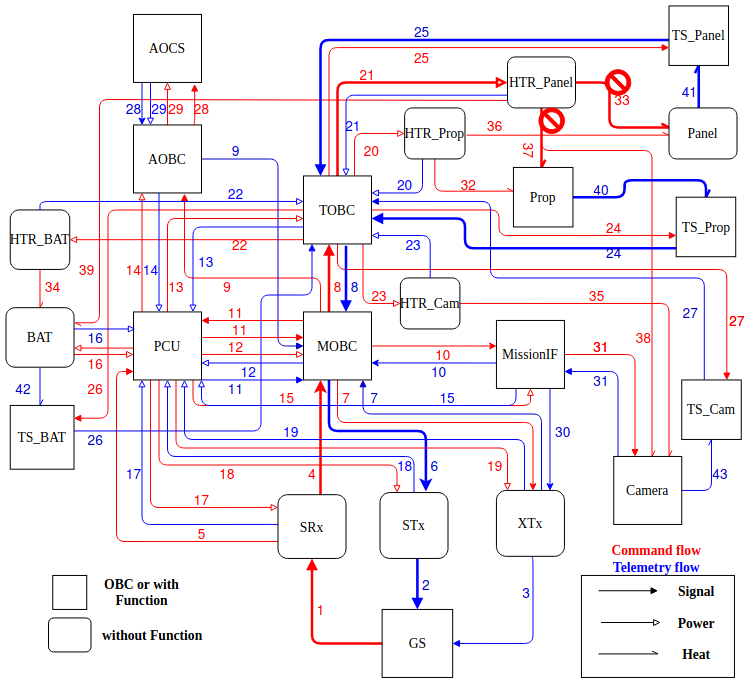 25
TS_Panel
AOCS
25
21
HTR_Panel
33
41
28
29
29
28
21
HTR_Prop
36
Panel
20
37
AOBC
9
20
32
Prop
40
22
TOBC
TS_Prop
HTR_BAT
24
22
23
24
39
13
14
14
13
9
8
8
34
23
HTR_Cam
35
27
27
11
38
BAT
16
PCU
11
MOBC
MissionIF
31
16
12
10
12
10
31
42
26
11
15
7
7
15
TS_Cam
TS_BAT
26
19
30
17
18
4
18
6
19
43
17
SRx
STx
XTx
Camera
5
Command flow
Telemetry flow
OBC or with
Function
2
3
Signal
1
Power
without Function
GS
Heat